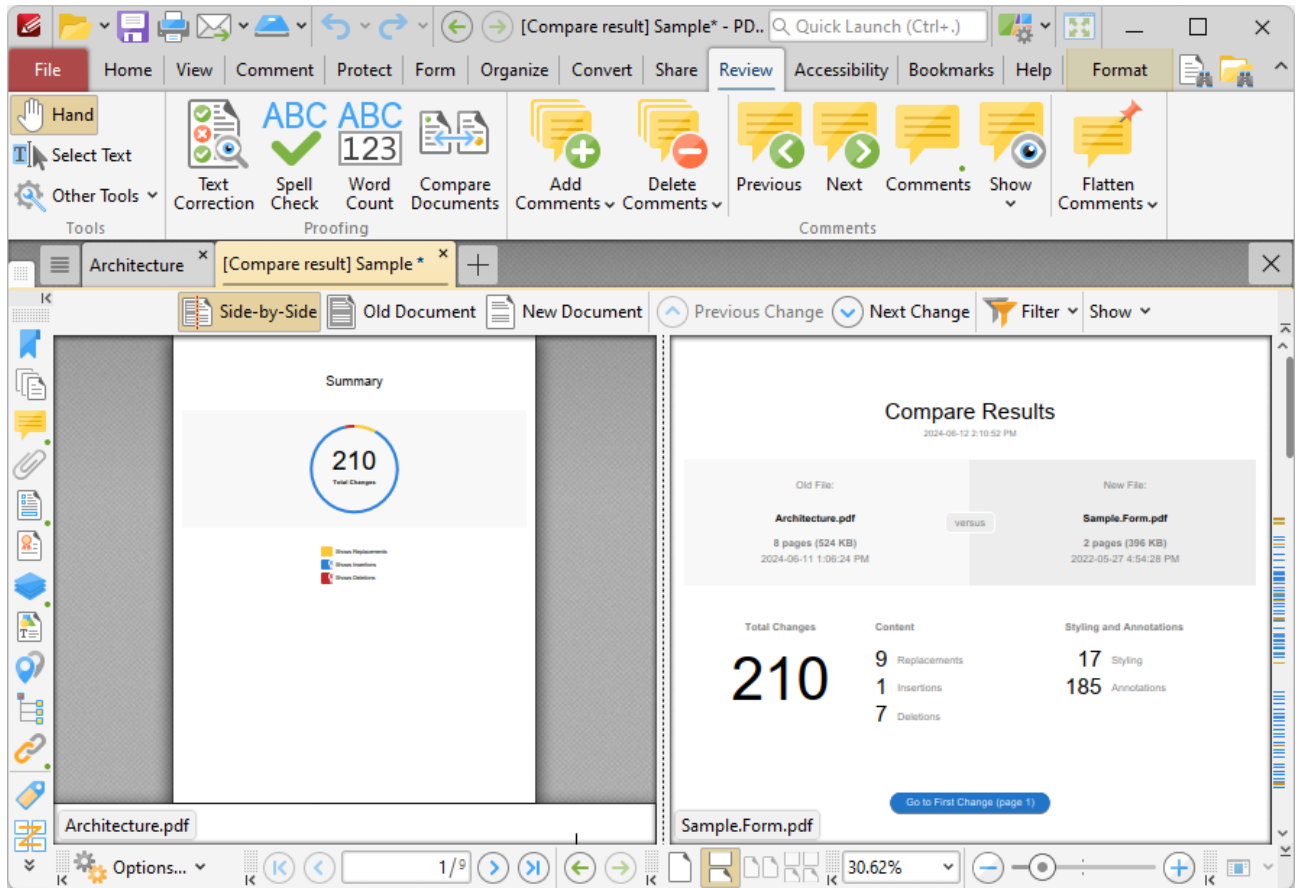 [Compare result] Sample* - PD.. Quick Launch (Ctrl+.)
File Home View Comment Protect Form Organize Convert Share Review Accessibility Bookmarks Help Format
Hand
Select Text
Other Tools
Tools
Text Correction
ABC Spell Check
ABC 123 Word Count
Compare Documents
Proofing
Add Comments
Delete Comments
Previous
Next
Comments
Show
Flatten Comments
Comments
Architecture × [Compare result] Sample * ×
Side-by-Side Old Document New Document Previous Change Next Change Filter Show
Summary
210
Total Changes
Shows Replacements
Shows Insertions
Shows Deletions
Architecture.pdf
Compare Results
2024-06-12 2:10:52 PM
Old File:
Architecture.pdf
8 pages (524 KB)
2024-06-11 1:06:24 PM
versus
New File:
Sample.Form.pdf
2 pages (396 KB)
2022-05-27 4:54:28 PM
Total Changes
210
Content
9 Replacements
1 Insertions
7 Deletions
Styling and Annotations
17 Styling
185 Annotations
Go to First Change (page 1)
Sample.Form.pdf
Options... 1/9 30.62%